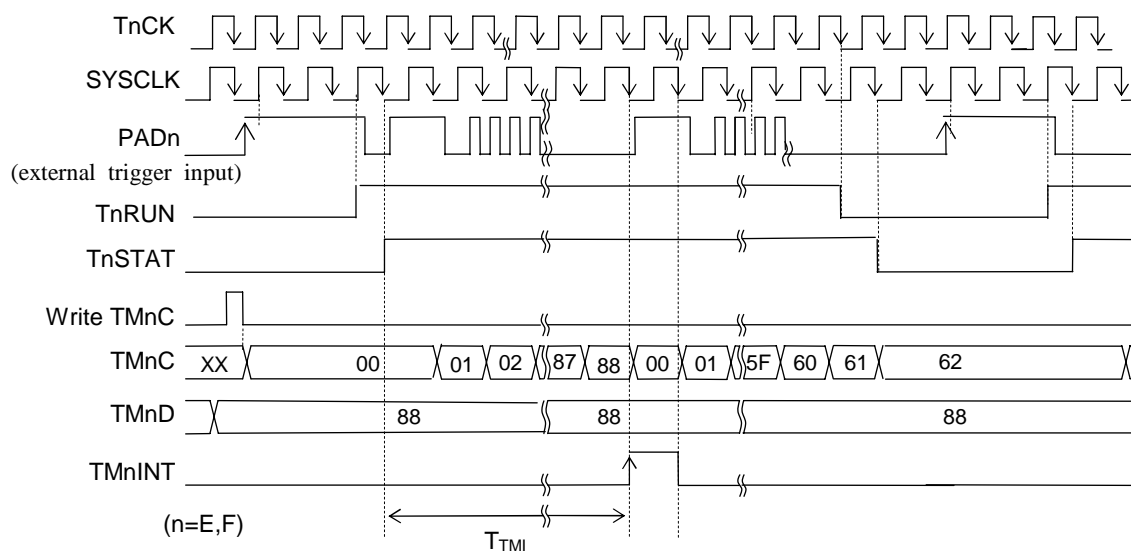 TnCK
SYSCLK
PADn
(external trigger input)
TnRUN
TnSTAT
Write TMnC
TMnC XX 00 01 02 87 88 00 01 5F 60 61 62
TMnD 88 88 88
TMnINT
(n=E,F)
TTMI